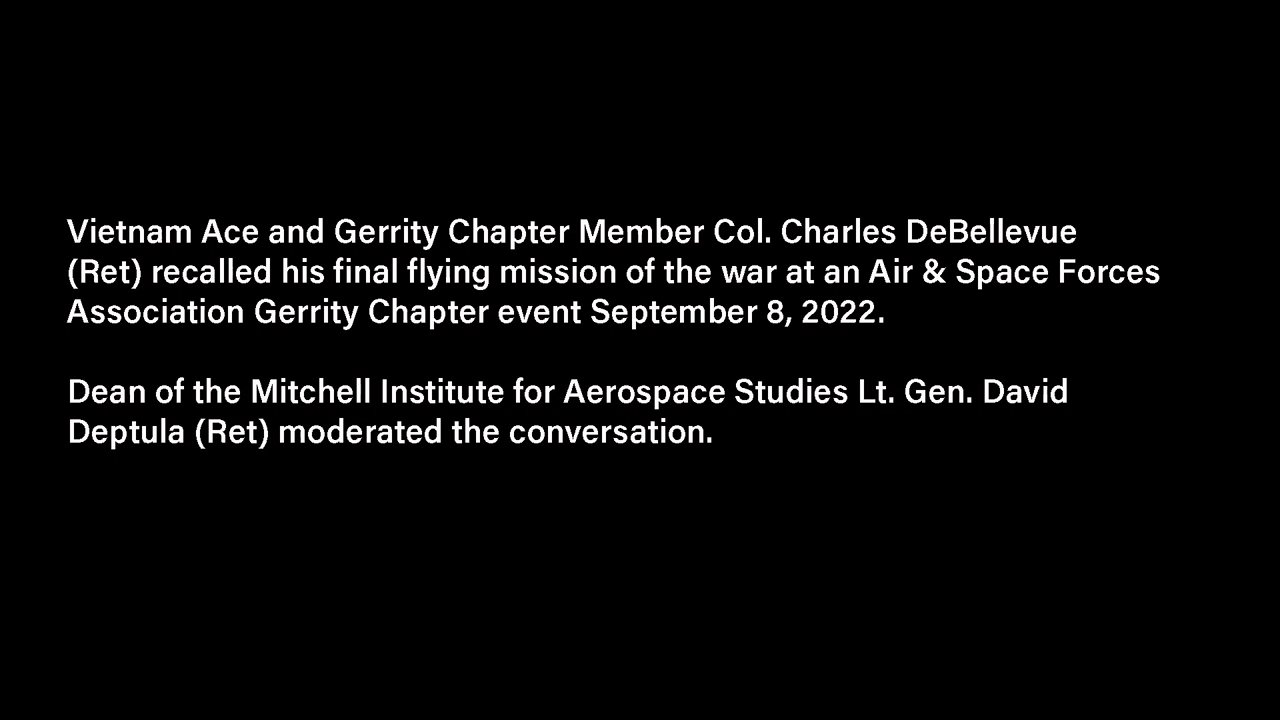 Vietnam Ace and Gerrity Chapter Member Col. Charles DeBellevue
(Ret) recalled his final flying mission of the war at an Air & Space Forces
Association Gerrity Chapter event September 8, 2022.
Dean of the Mitchell Institute for Aerospace Studies Lt. Gen. David
Deptula (Ret) moderated the conversation.